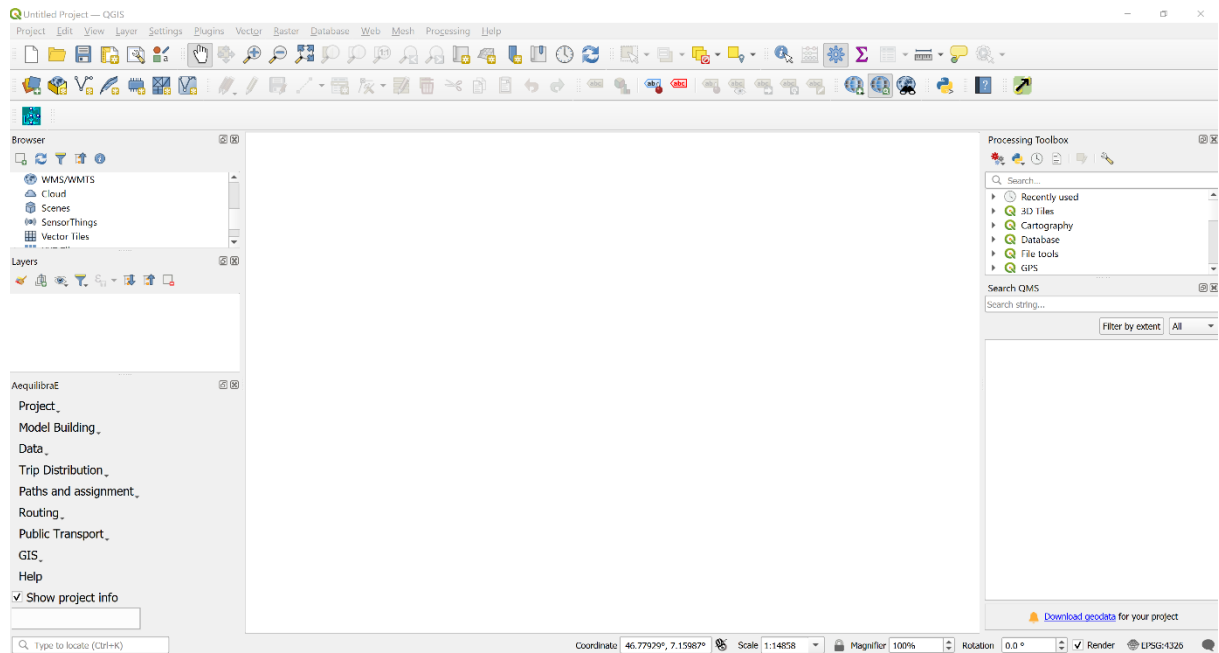 Untitled Project — QGIS
Project Edit View Layer Settings Plugins Vector Raster Database Web Mesh Processing Help
Browser
WMS/WMTS
Cloud
Scenes
SensorThings
Vector Tiles
Layers
AequilibraE
Project
Model Building
Data
Trip Distribution
Paths and assignment
Routing
Public Transport
GIS
Help
Show project info
Processing Toolbox
Search...
Recently used
3D Tiles
Cartography
Database
File tools
GPS
Search QMS
Search string...
Filter by extent All
Download geodata for your project
Type to locate (Ctrl+K) Coordinate 46.77929°, 7.15987° Scale 1:14858 Magnifier 100% Rotation 0.0 ° Render EPSG:4326